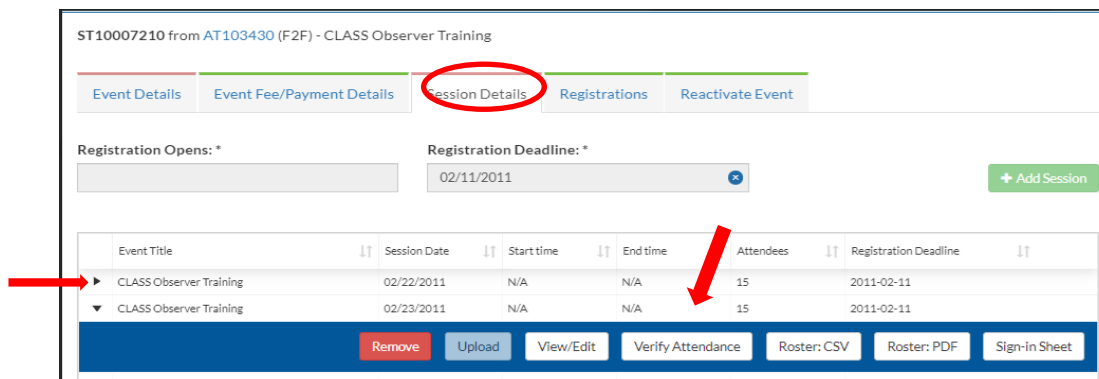 ST10007210 from AT103430 (F2F) - CLASS Observer Training
Event Details Event Fee/Payment Details Session Details Registrations Reactivate Event
Registration Opens: * Registration Deadline: *
02/11/2011
+ Add Session
Event Title Session Date Start time End time Attendees Registration Deadline
CLASS Observer Training 02/22/2011 N/A N/A 15 2011-02-11
CLASS Observer Training 02/23/2011 N/A N/A 15 2011-02-11
Remove Upload View/Edit Verify Attendance Roster: CSV Roster: PDF Sign-in Sheet